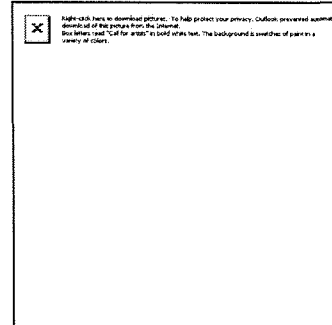 Right-click here to download pictures. To help protect your privacy, Outlook prevented automatic
download of this picture from the Internet.
Box letters read "Call for artists" in bold white text. The background is swatches of paint in a
variety of colors.